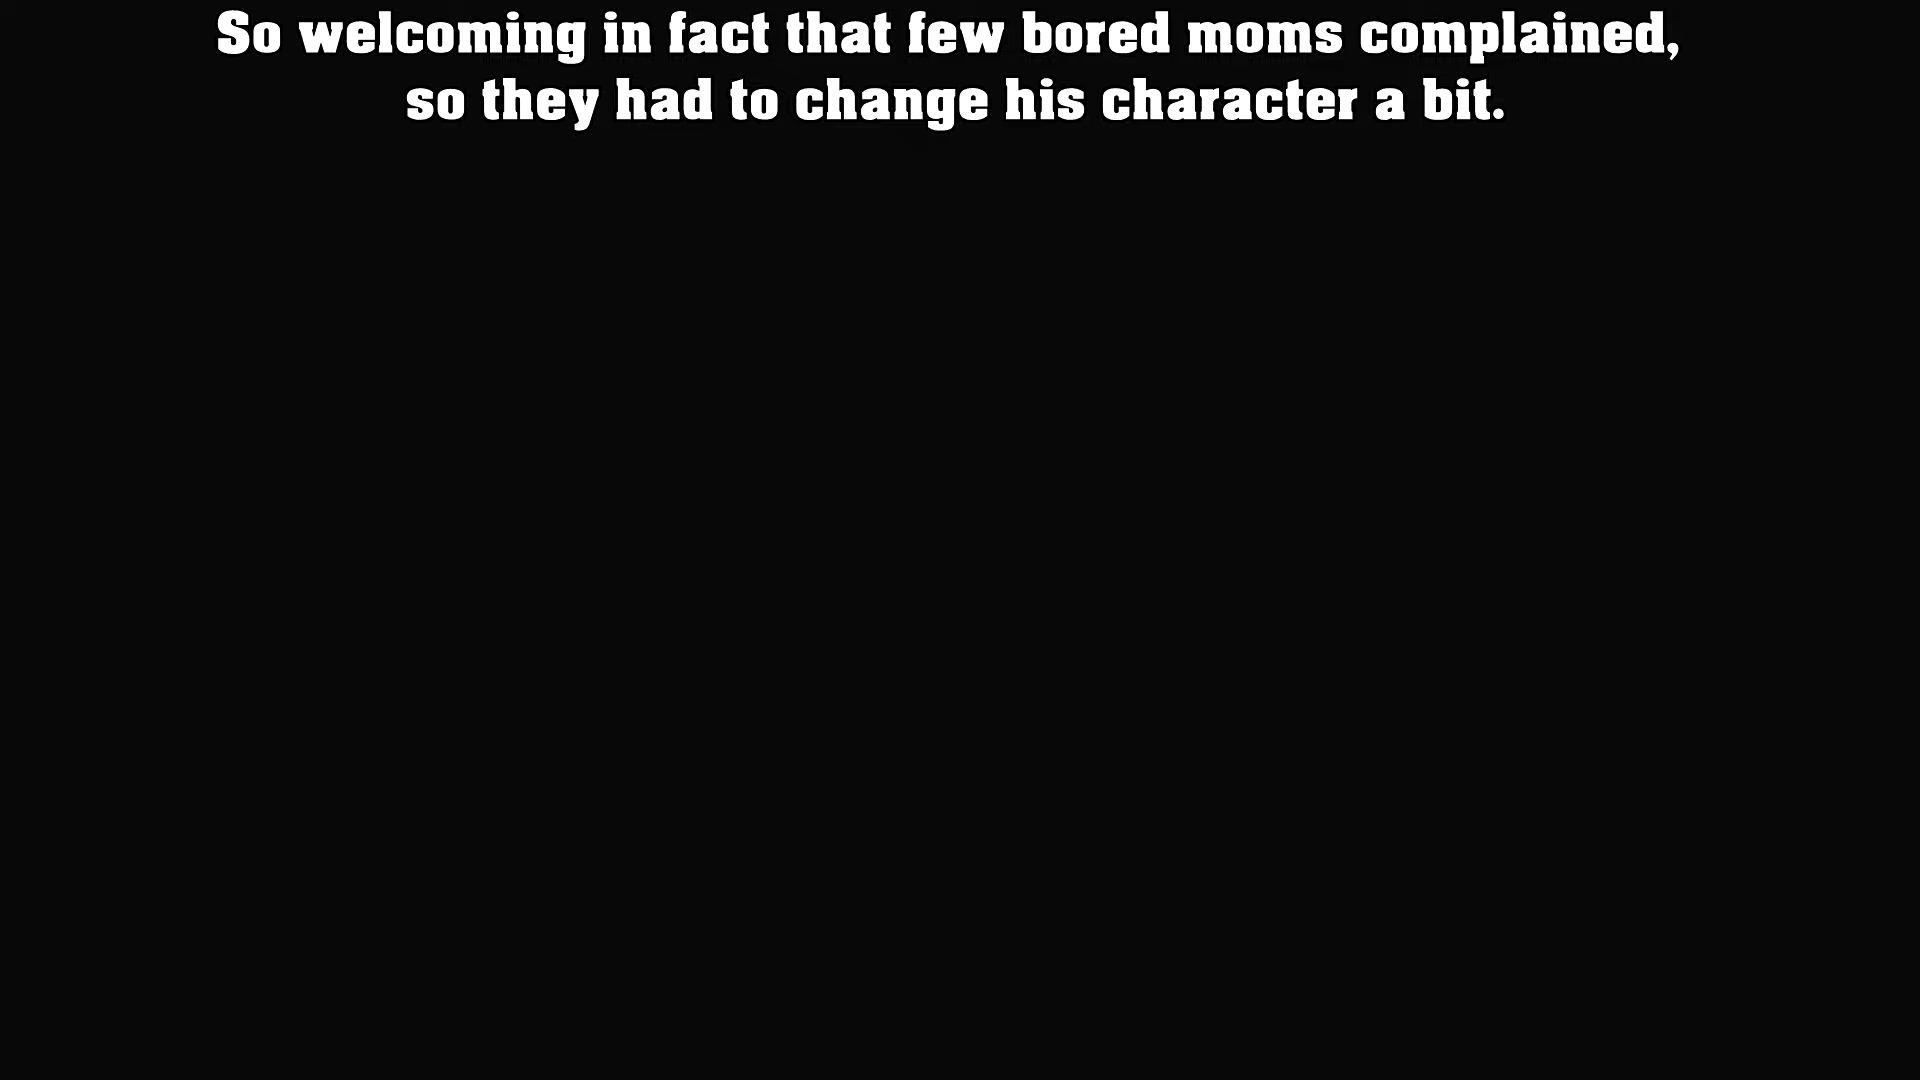 So welcoming in fact that few bored moms complained,
so they had to change his character a bit.